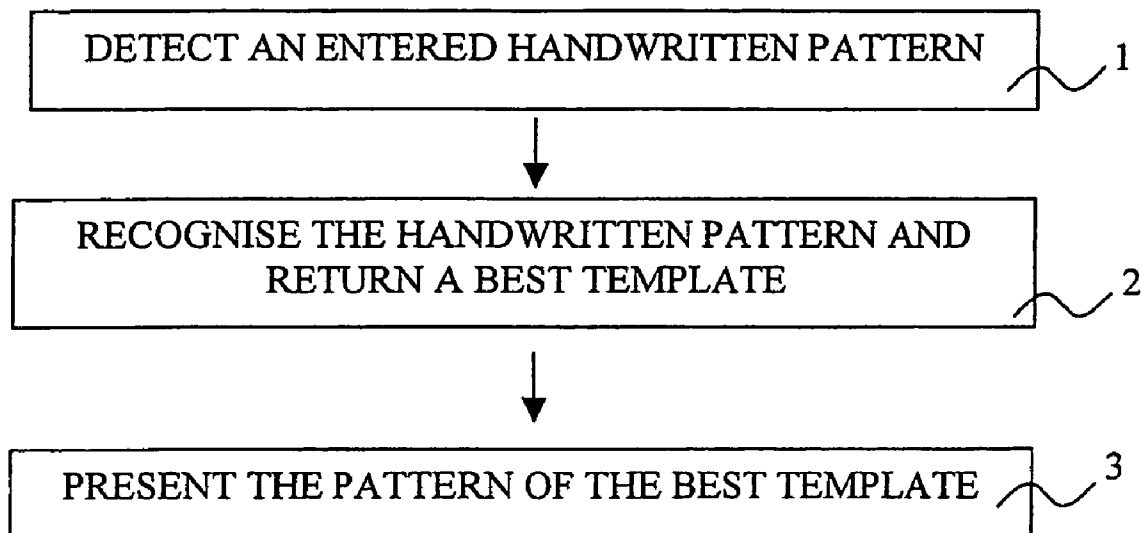 DETECT AN ENTERED HANDWRITTEN PATTERN
1
RECOGNISE THE HANDWRITTEN PATTERN AND
RETURN A BEST TEMPLATE
2
PRESENT THE PATTERN OF THE BEST TEMPLATE
3